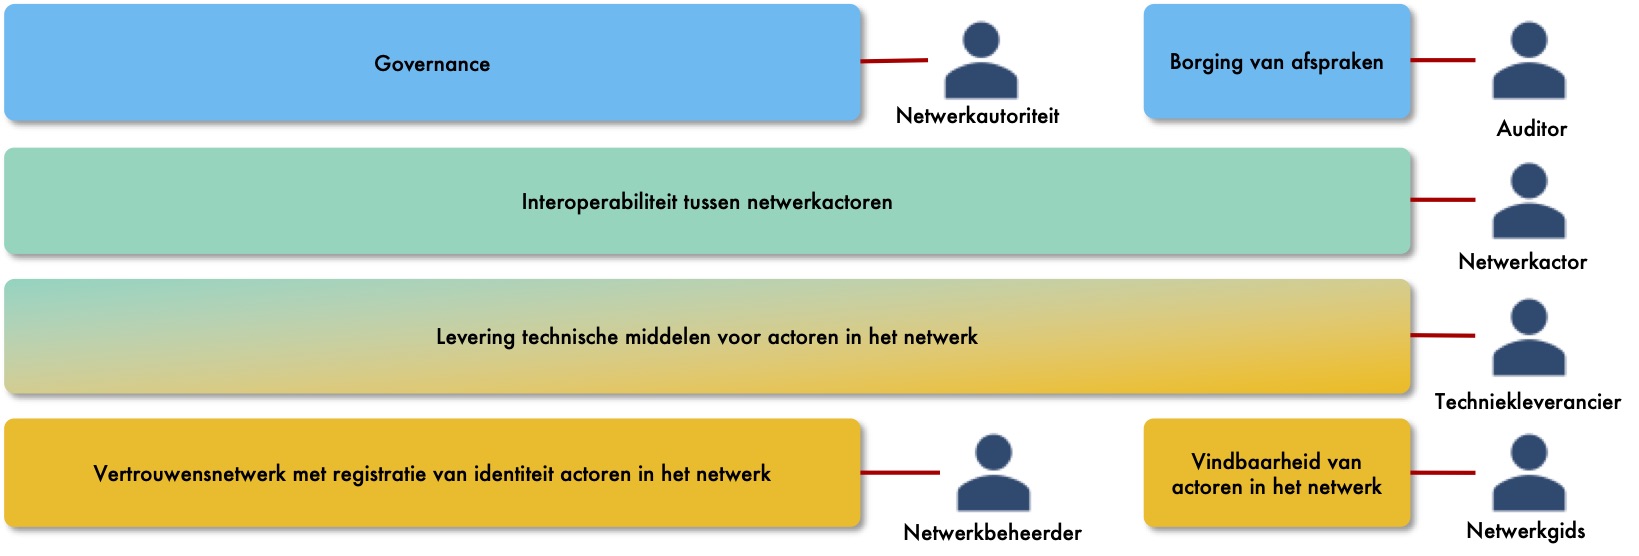 Governance
Netwerkautoriteit
Borging van afspraken
Auditor
Interoperabiliteit tussen netwerkactoren
Netwerkactor
Levering technische middelen voor actoren in het netwerk
Techniekleverancier
Vertrouwensnetwerk met registratie van identiteit actoren in het netwerk
Netwerkbeheerder
Vindbaarheid van
actoren in het netwerk
Netwerkgids